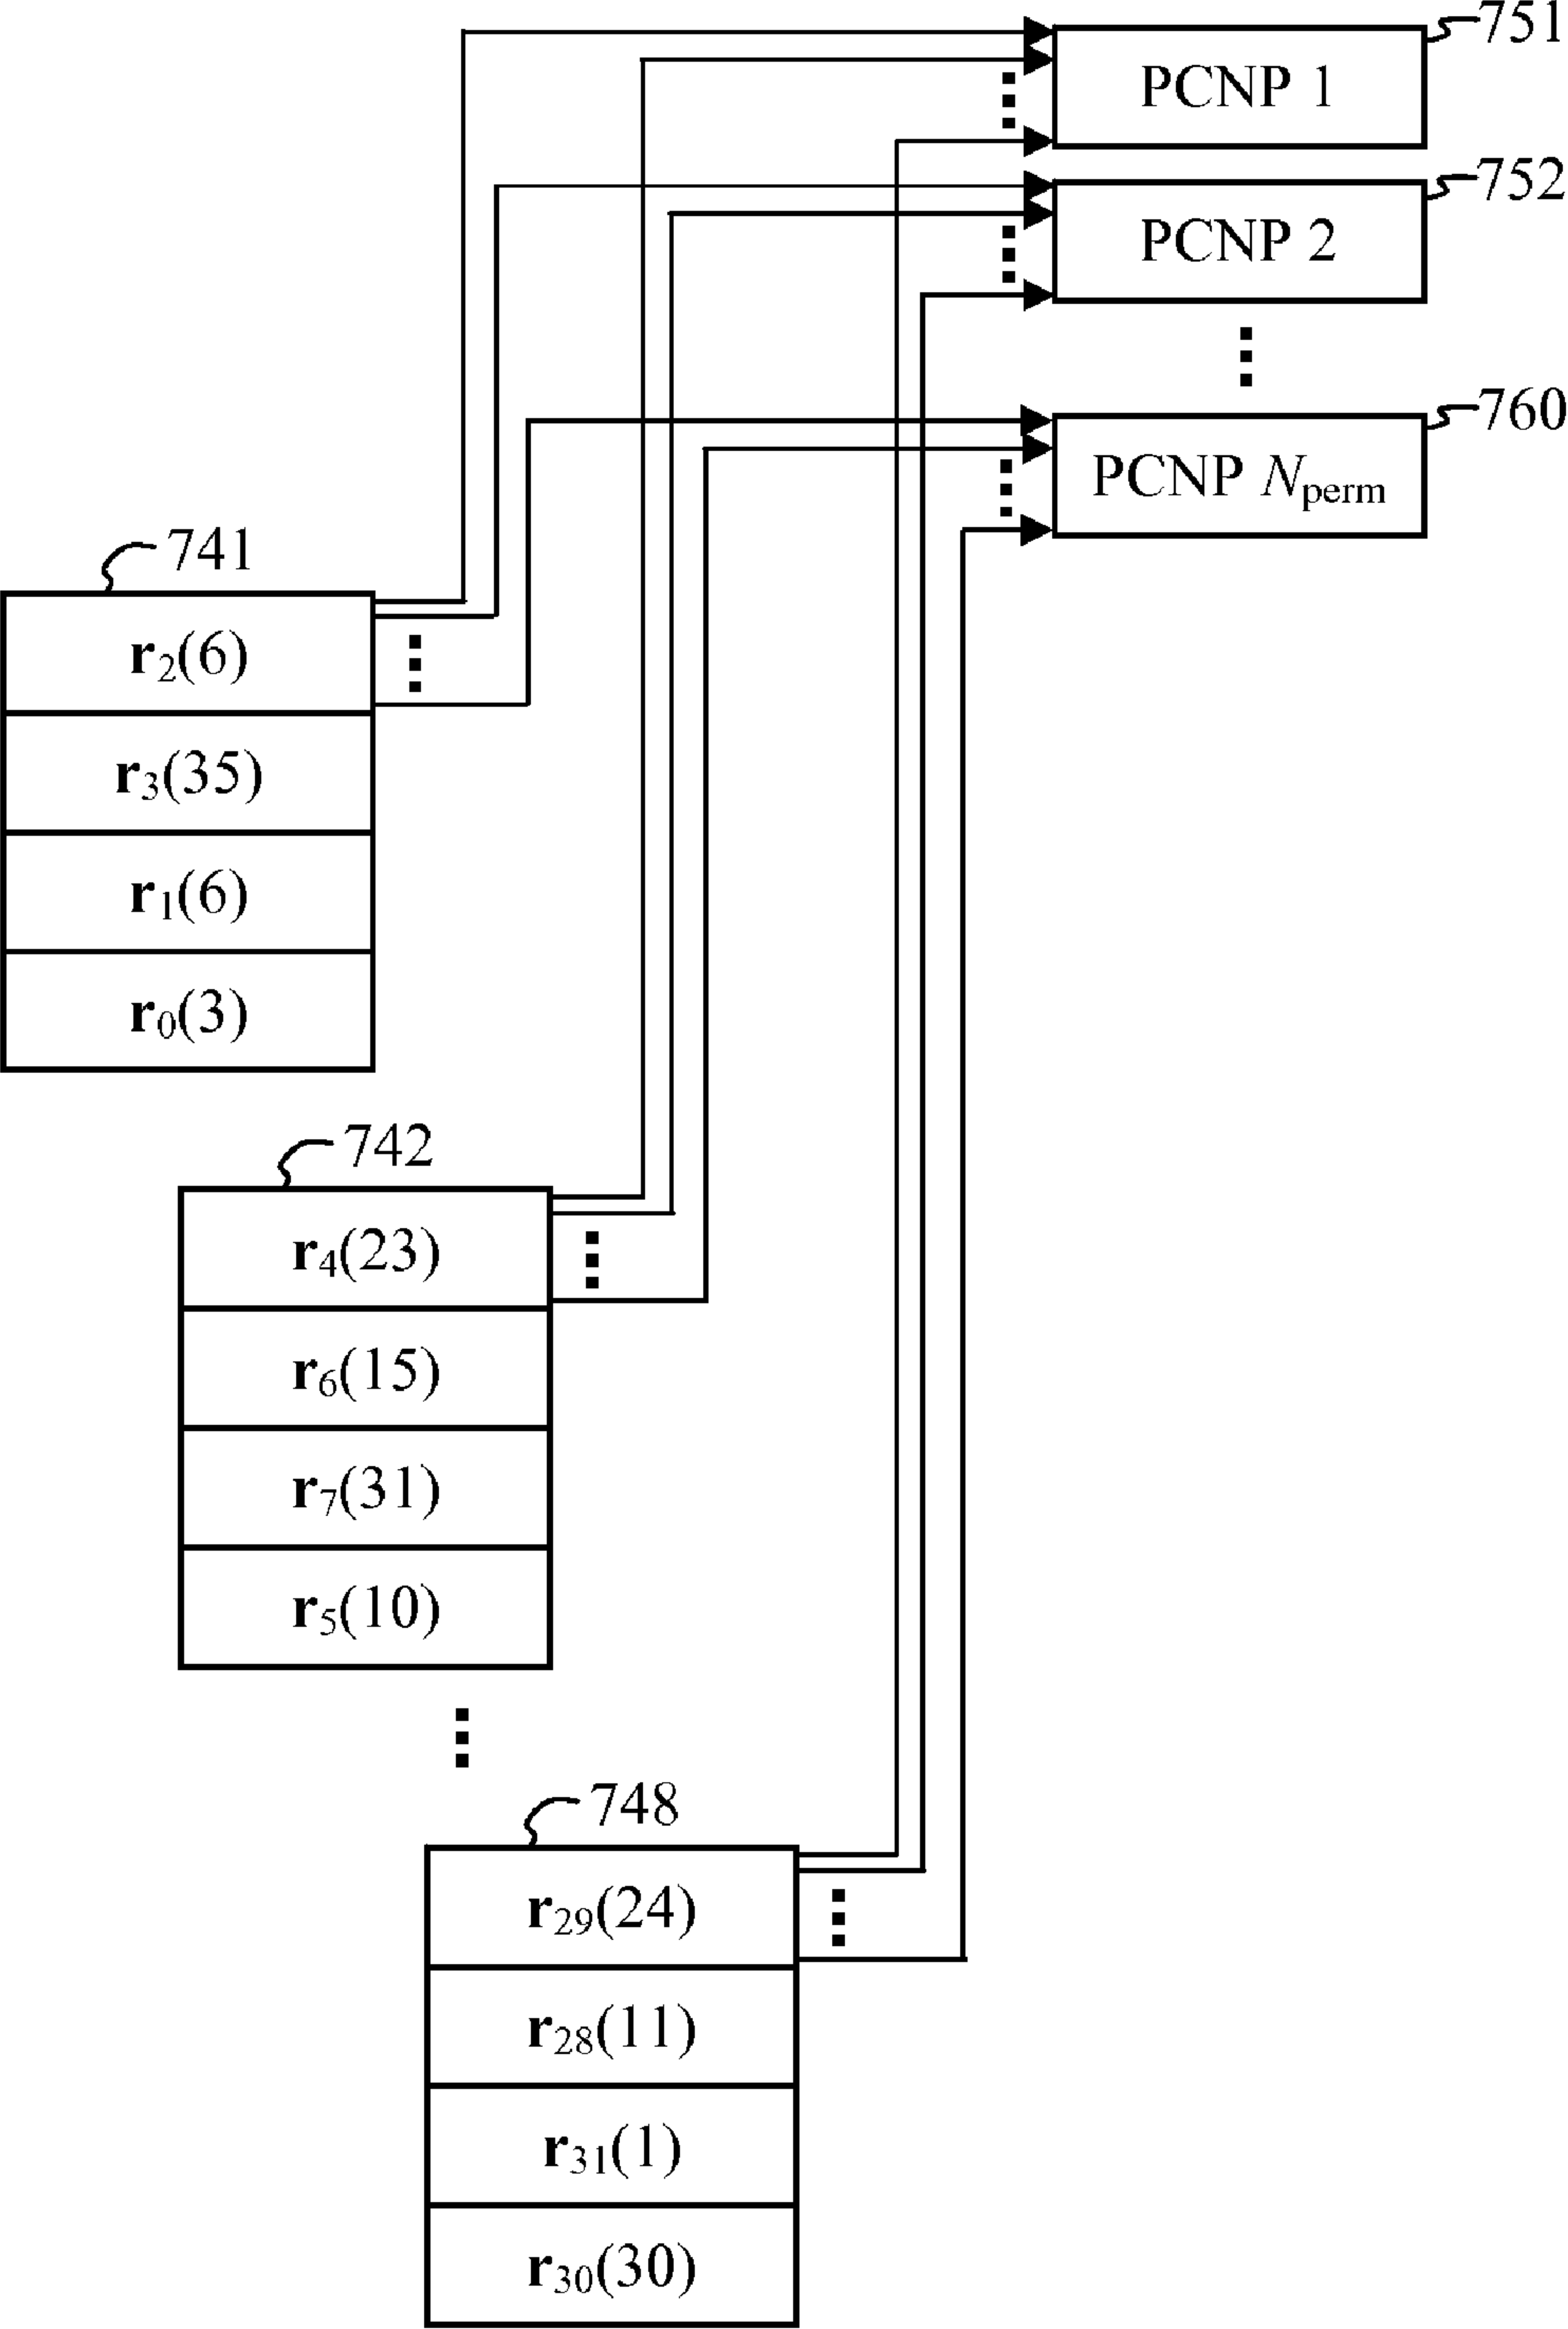 751
PCNP 1
752
PCNP 2
760
PCNP Nperm
741
r2(6)
r3(35)
r1(6)
r0(3)
742
r4(23)
r6(15)
r7(31)
r5(10)
748
r29(24)
r28(11)
r31(1)
r30(30)